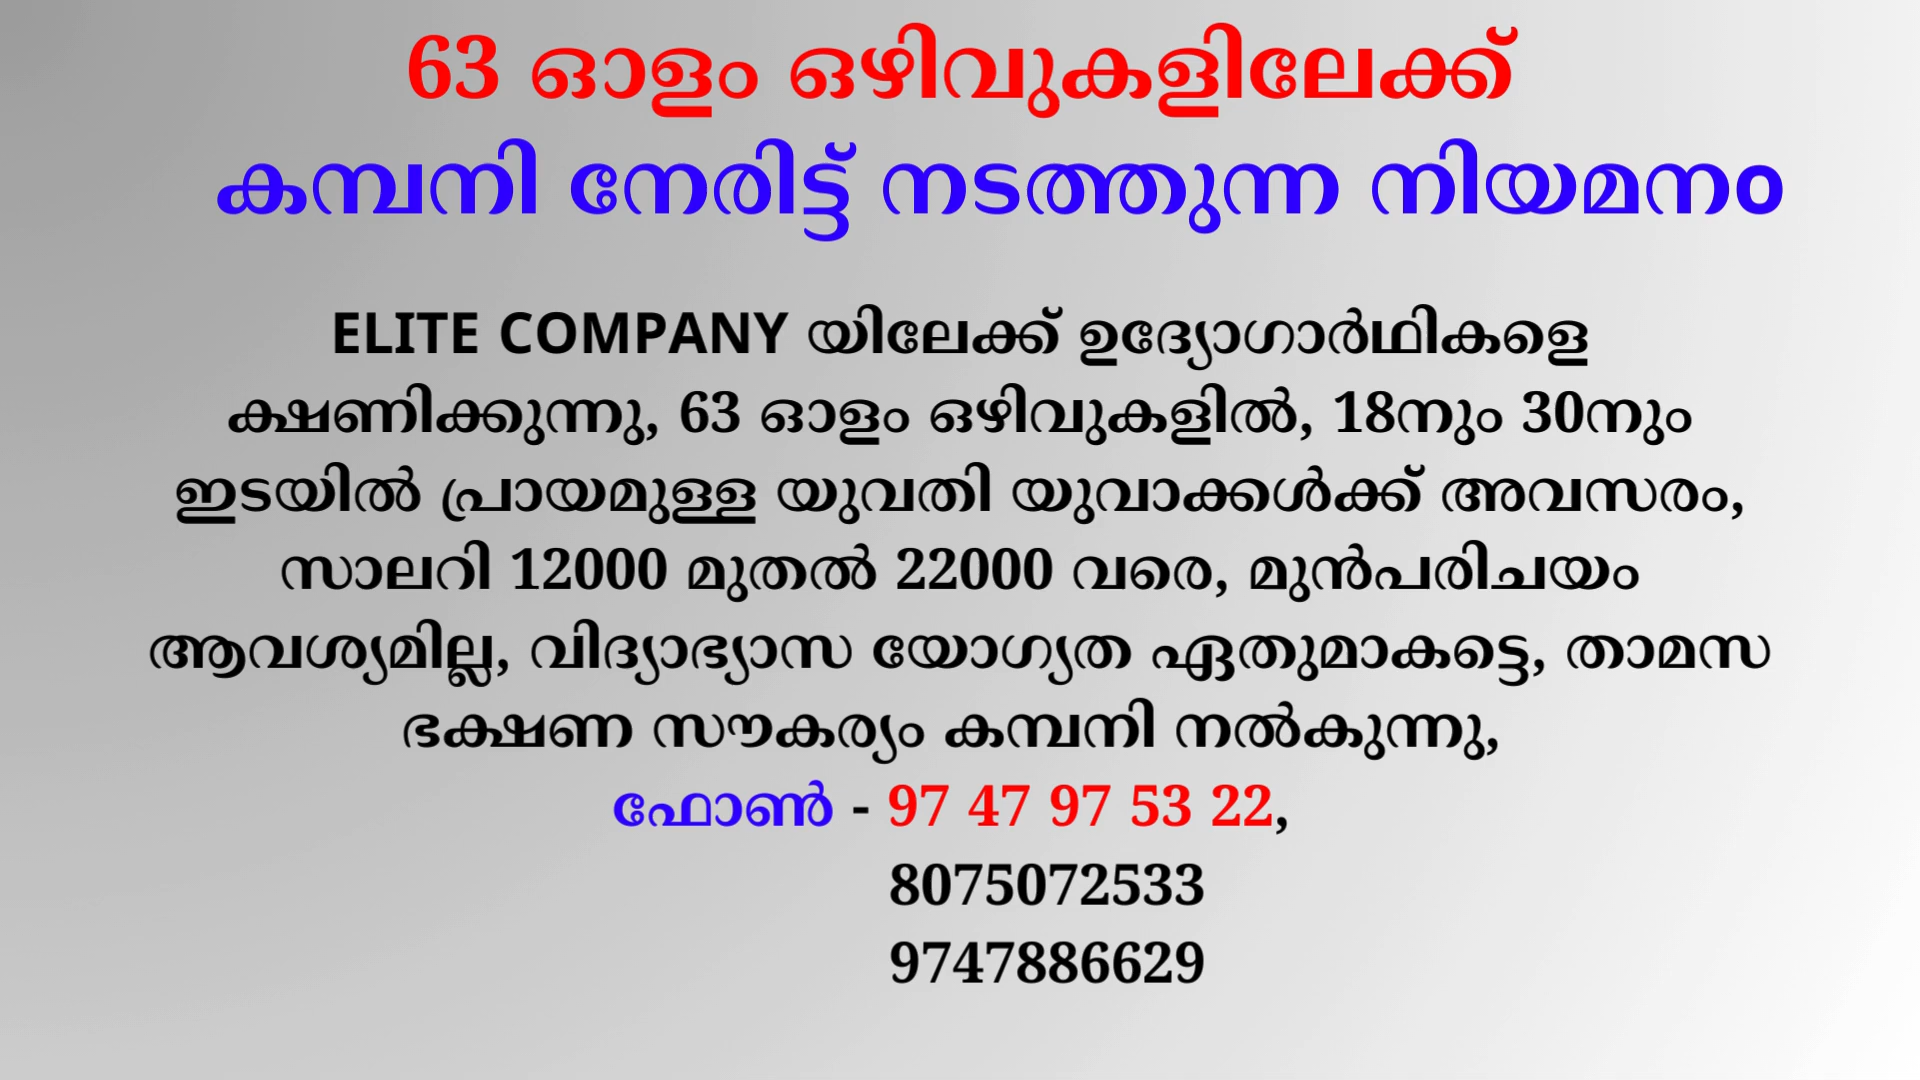 63 ഓളം ഒഴിവുകളിലേക്ക്
കമ്പനി നേരിട്ട് നടത്തുന്ന നിയമനം
ELITE COMPANY യിലേക്ക് ഉദ്യോഗാർഥികളെ
ക്ഷണിക്കുന്നു, 63 ഓളം ഒഴിവുകളിൽ, 18നും 30നും
ഇടയിൽ പ്രായമുള്ള യുവതി യുവാക്കൾക്ക് അവസരം,
സാലറി 12000 മുതൽ 22000 വരെ, മുൻപരിചയം
ആവശ്യമില്ല, വിദ്യാഭ്യാസ യോഗ്യത ഏതുമാകട്ടെ, താമസ
ഭക്ഷണ സൗകര്യം കമ്പനി നൽകുന്നു,
ഫോൺ - 97 47 97 53 22,
8075072533
9747886629